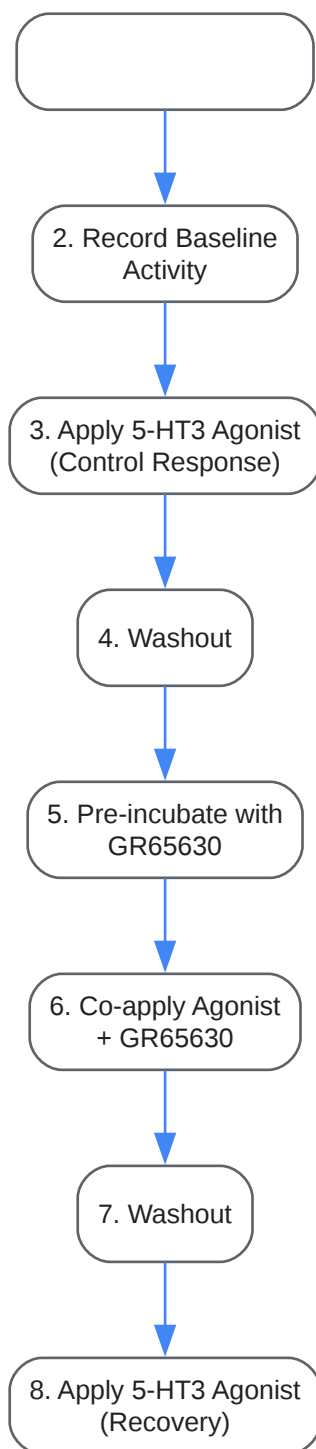 2. Record Baseline
Activity
3. Apply 5-HT3 Agonist
(Control Response)
4. Washout
5. Pre-incubate with
GR65630
6. Co-apply Agonist
+ GR65630
7. Washout
8. Apply 5-HT3 Agonist
(Recovery)